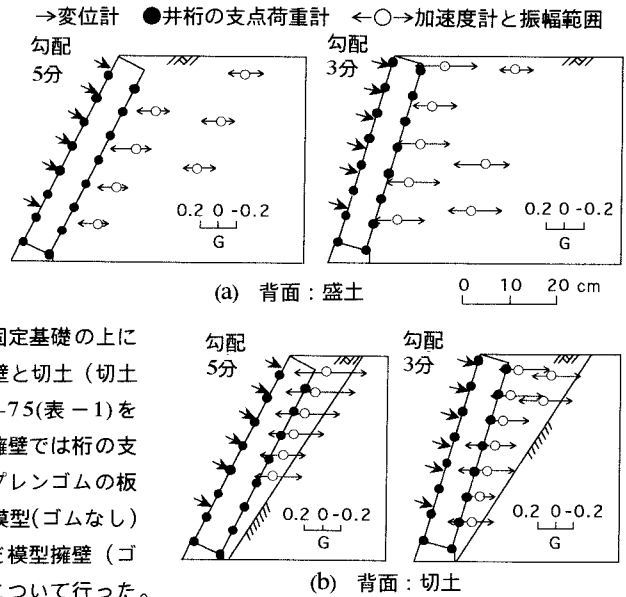 →変位計 ●井桁の支点荷重計 ←○→加速度計と振幅範囲
勾配
5分
勾配
3分
0.2 0 -0.2
G
0.2 0 -0.2
G
(a) 背面：盛土
0 10 20 cm
固定基礎の上に
壁と切土（切土
-75(表－1)を
擁壁では桁の支
プレンゴムの板
模型(ゴムなし)
だ模型擁壁（ゴ
について行った。
勾配
5分
勾配
3分
0.2 0 -0.2
G
0.2 0 -0.2
G
(b) 背面：切土